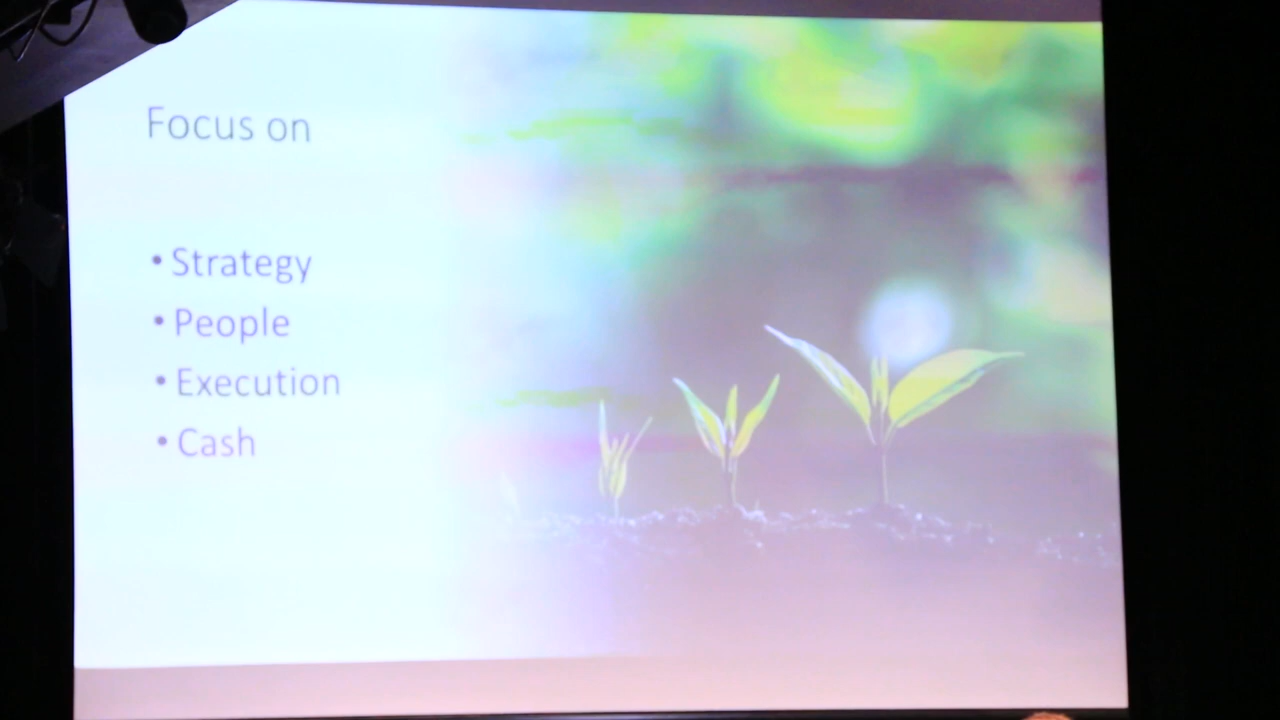 Focus on
• Strategy
• People
• Execution
• Cash